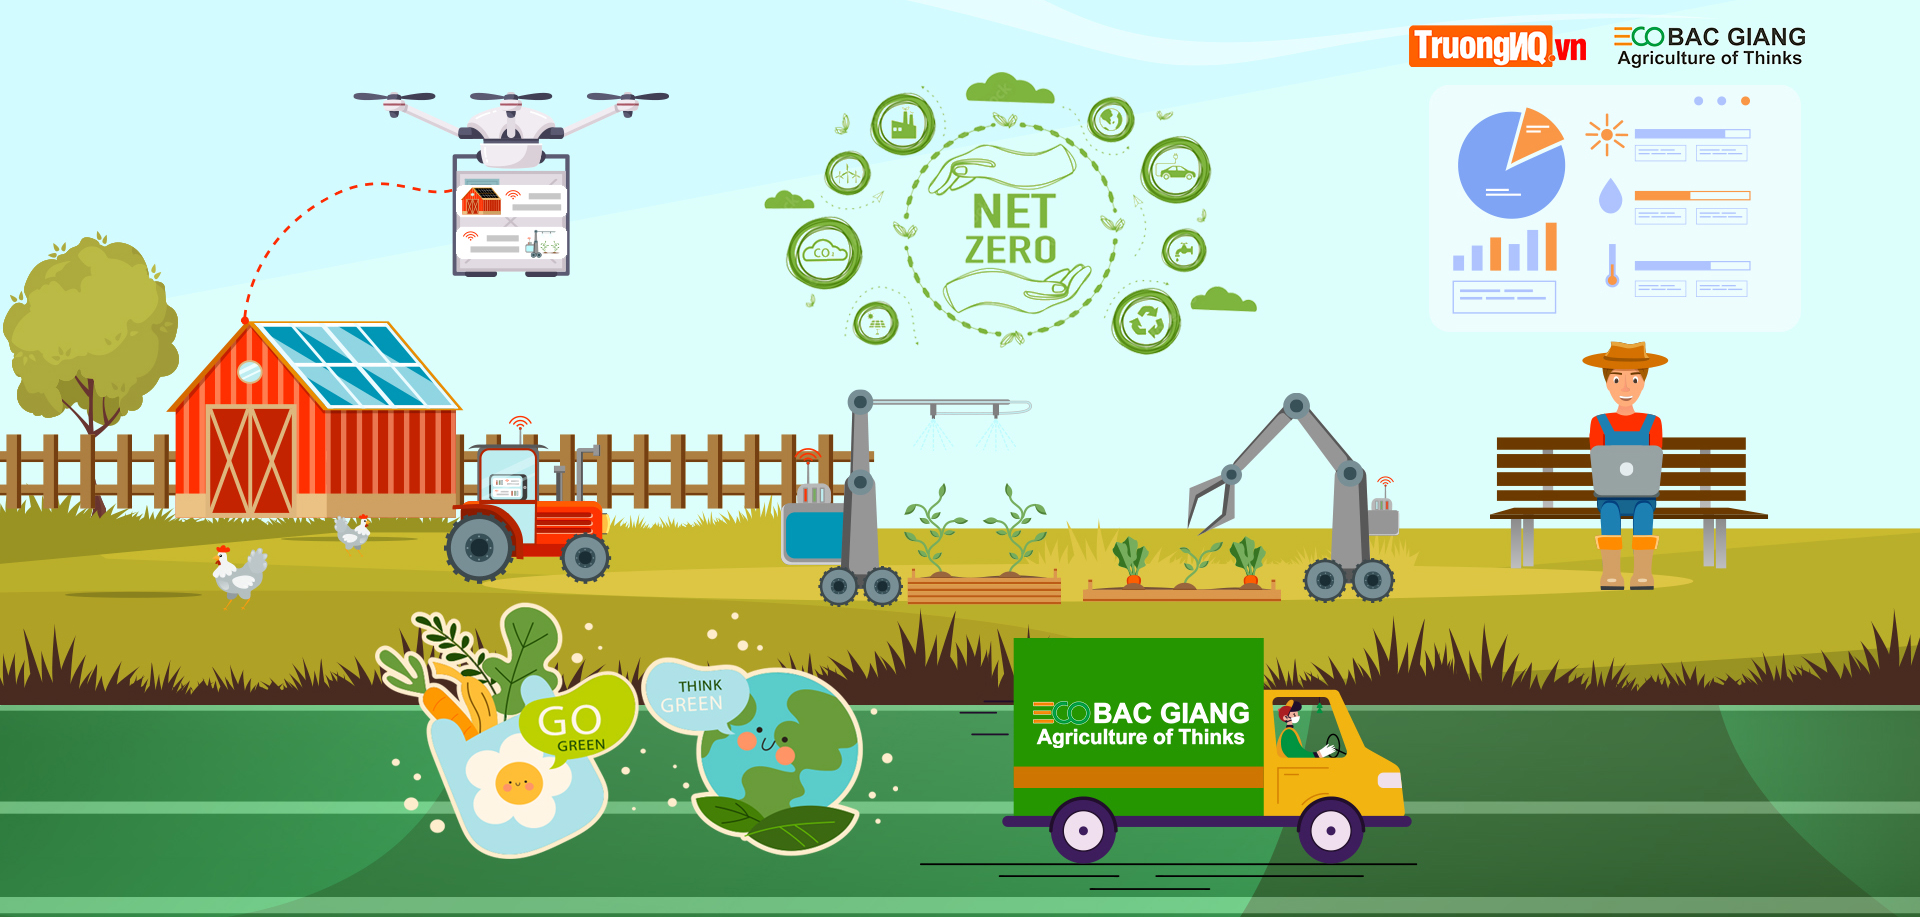 TruongNQ.vn
ECO BAC GIANG
Agriculture of Thinks
NET
ZERO
CO₂
THINK
GREEN
GO
GREEN
ECO BAC GIANG
Agriculture of Thinks